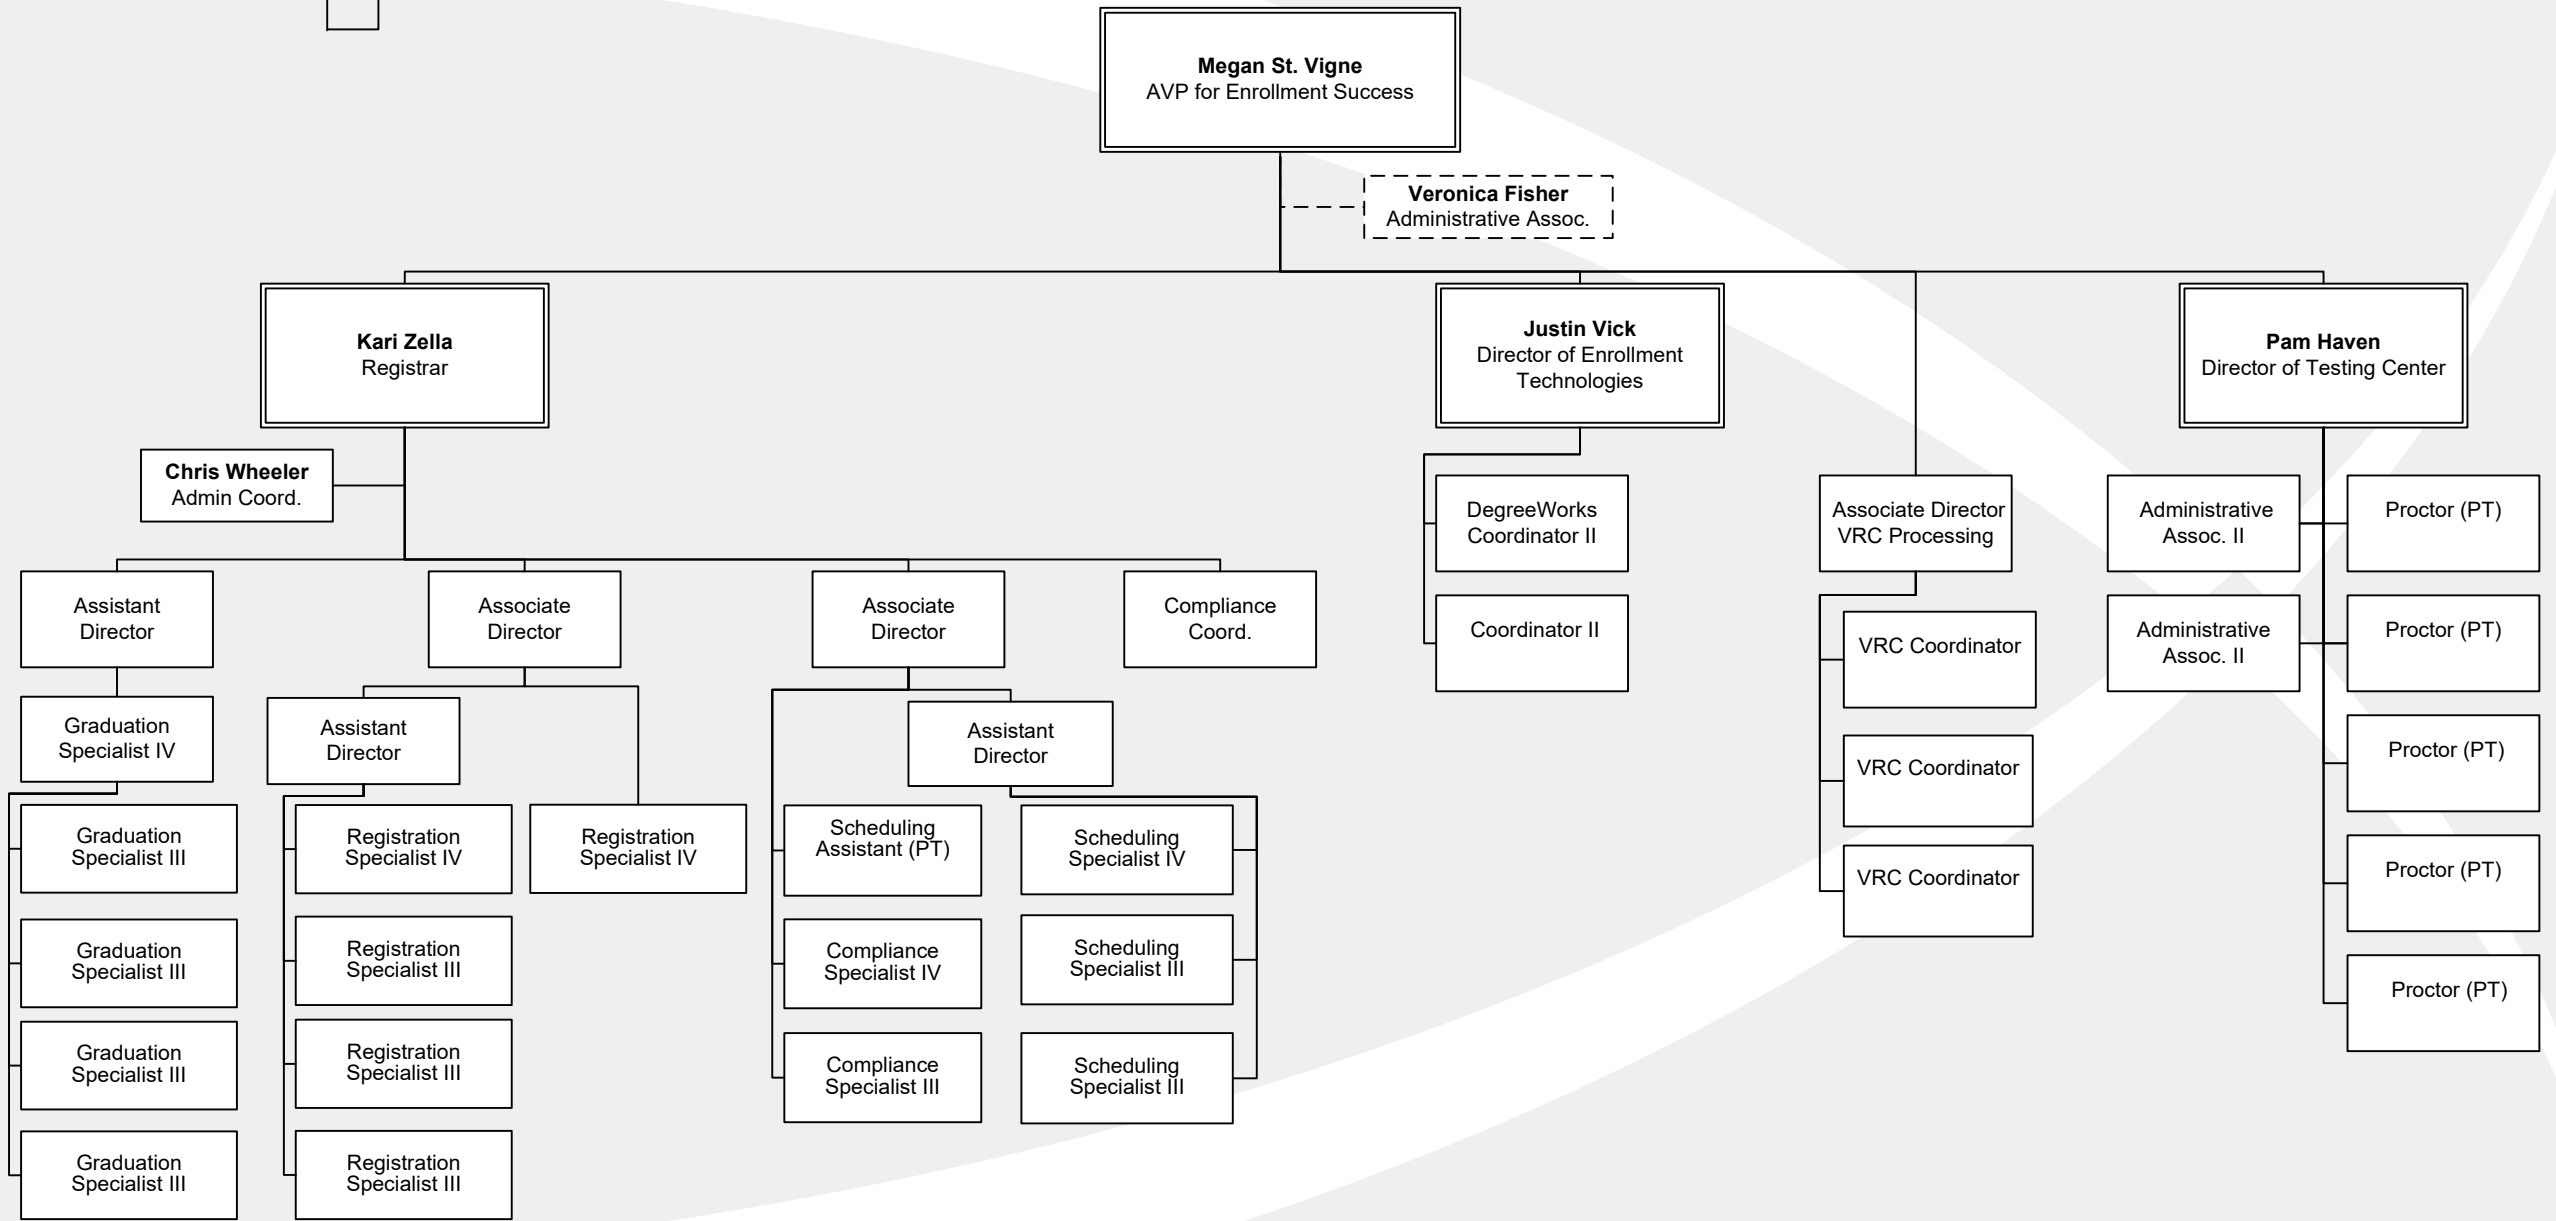 Megan St. Vigne
AVP for Enrollment Success
Veronica Fisher
Administrative Assoc.
Kari Zella
Registrar
Justin Vick
Director of Enrollment
Technologies
Pam Haven
Director of Testing Center
Chris Wheeler
Admin Coord.
Assistant
Director
Associate
Director
Associate
Director
Compliance
Coord.
Graduation
Specialist IV
Assistant
Director
Assistant
Director
Graduation
Specialist III
Graduation
Specialist III
Graduation
Specialist III
Graduation
Specialist III
Registration
Specialist IV
Registration
Specialist III
Registration
Specialist III
Registration
Specialist III
Registration
Specialist IV
Scheduling
Assistant (PT)
Compliance
Specialist IV
Compliance
Specialist III
Scheduling
Specialist IV
Scheduling
Specialist III
Scheduling
Specialist III
DegreeWorks
Coordinator II
Coordinator II
Associate Director
VRC Processing
VRC Coordinator
VRC Coordinator
VRC Coordinator
Administrative
Assoc. II
Administrative
Assoc. II
Proctor (PT)
Proctor (PT)
Proctor (PT)
Proctor (PT)
Proctor (PT)